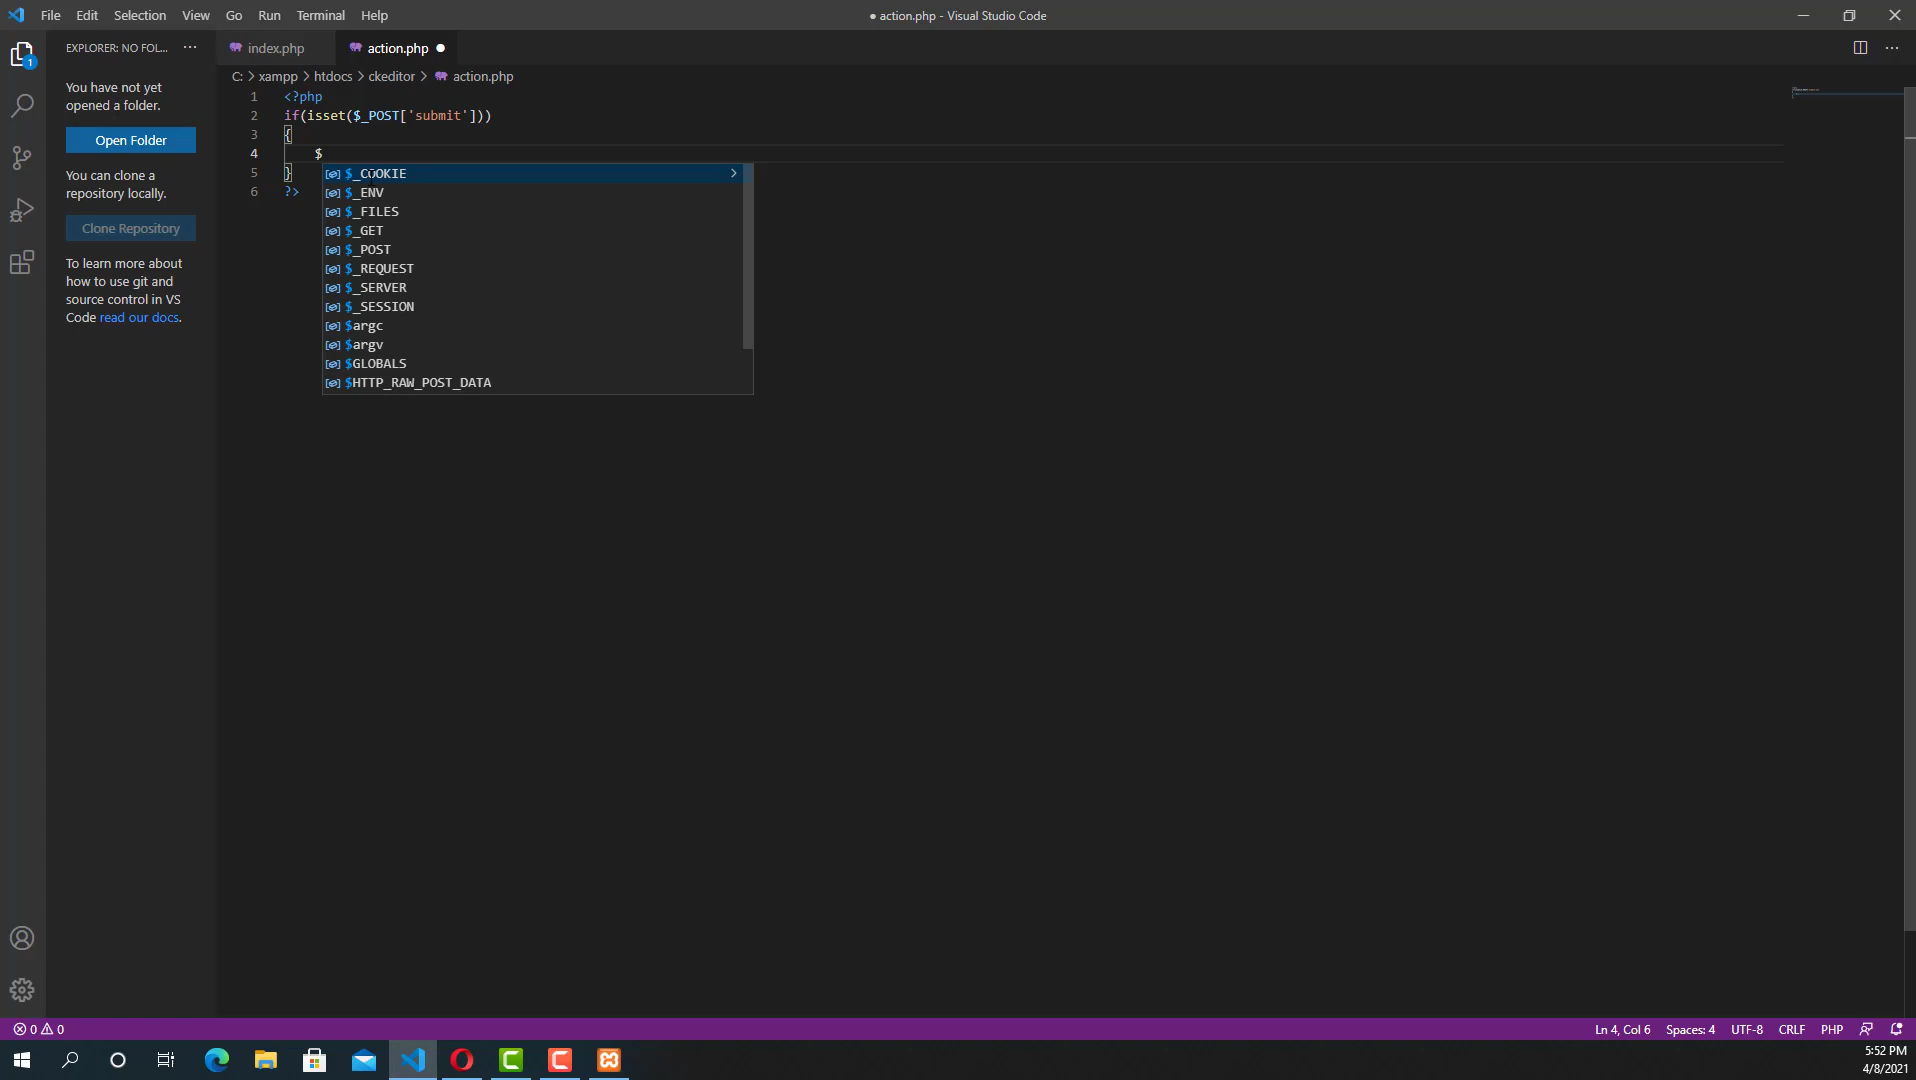 File Edit Selection View Go Run Terminal Help
● action.php - Visual Studio Code
EXPLORER: NO FOL... ···
index.php
action.php ●
C: > xampp > htdocs > ckeditor > action.php
1
You have not yet
opened a folder.
Open Folder
You can clone a
repository locally.
Clone Repository
To learn more about
how to use git and
source control in VS
Code read our docs.
1 <?php
2 if(isset($_POST['submit']))
3 {
4 $
5 }
6 ?>
$_COOKIE
$_ENV
$_FILES
$_GET
$_POST
$_REQUEST
$_SERVER
$_SESSION
$argc
$argv
$GLOBALS
$HTTP_RAW_POST_DATA
0 0
Ln 4, Col 6 Spaces: 4 UTF-8 CRLF PHP
5:52 PM
4/8/2021